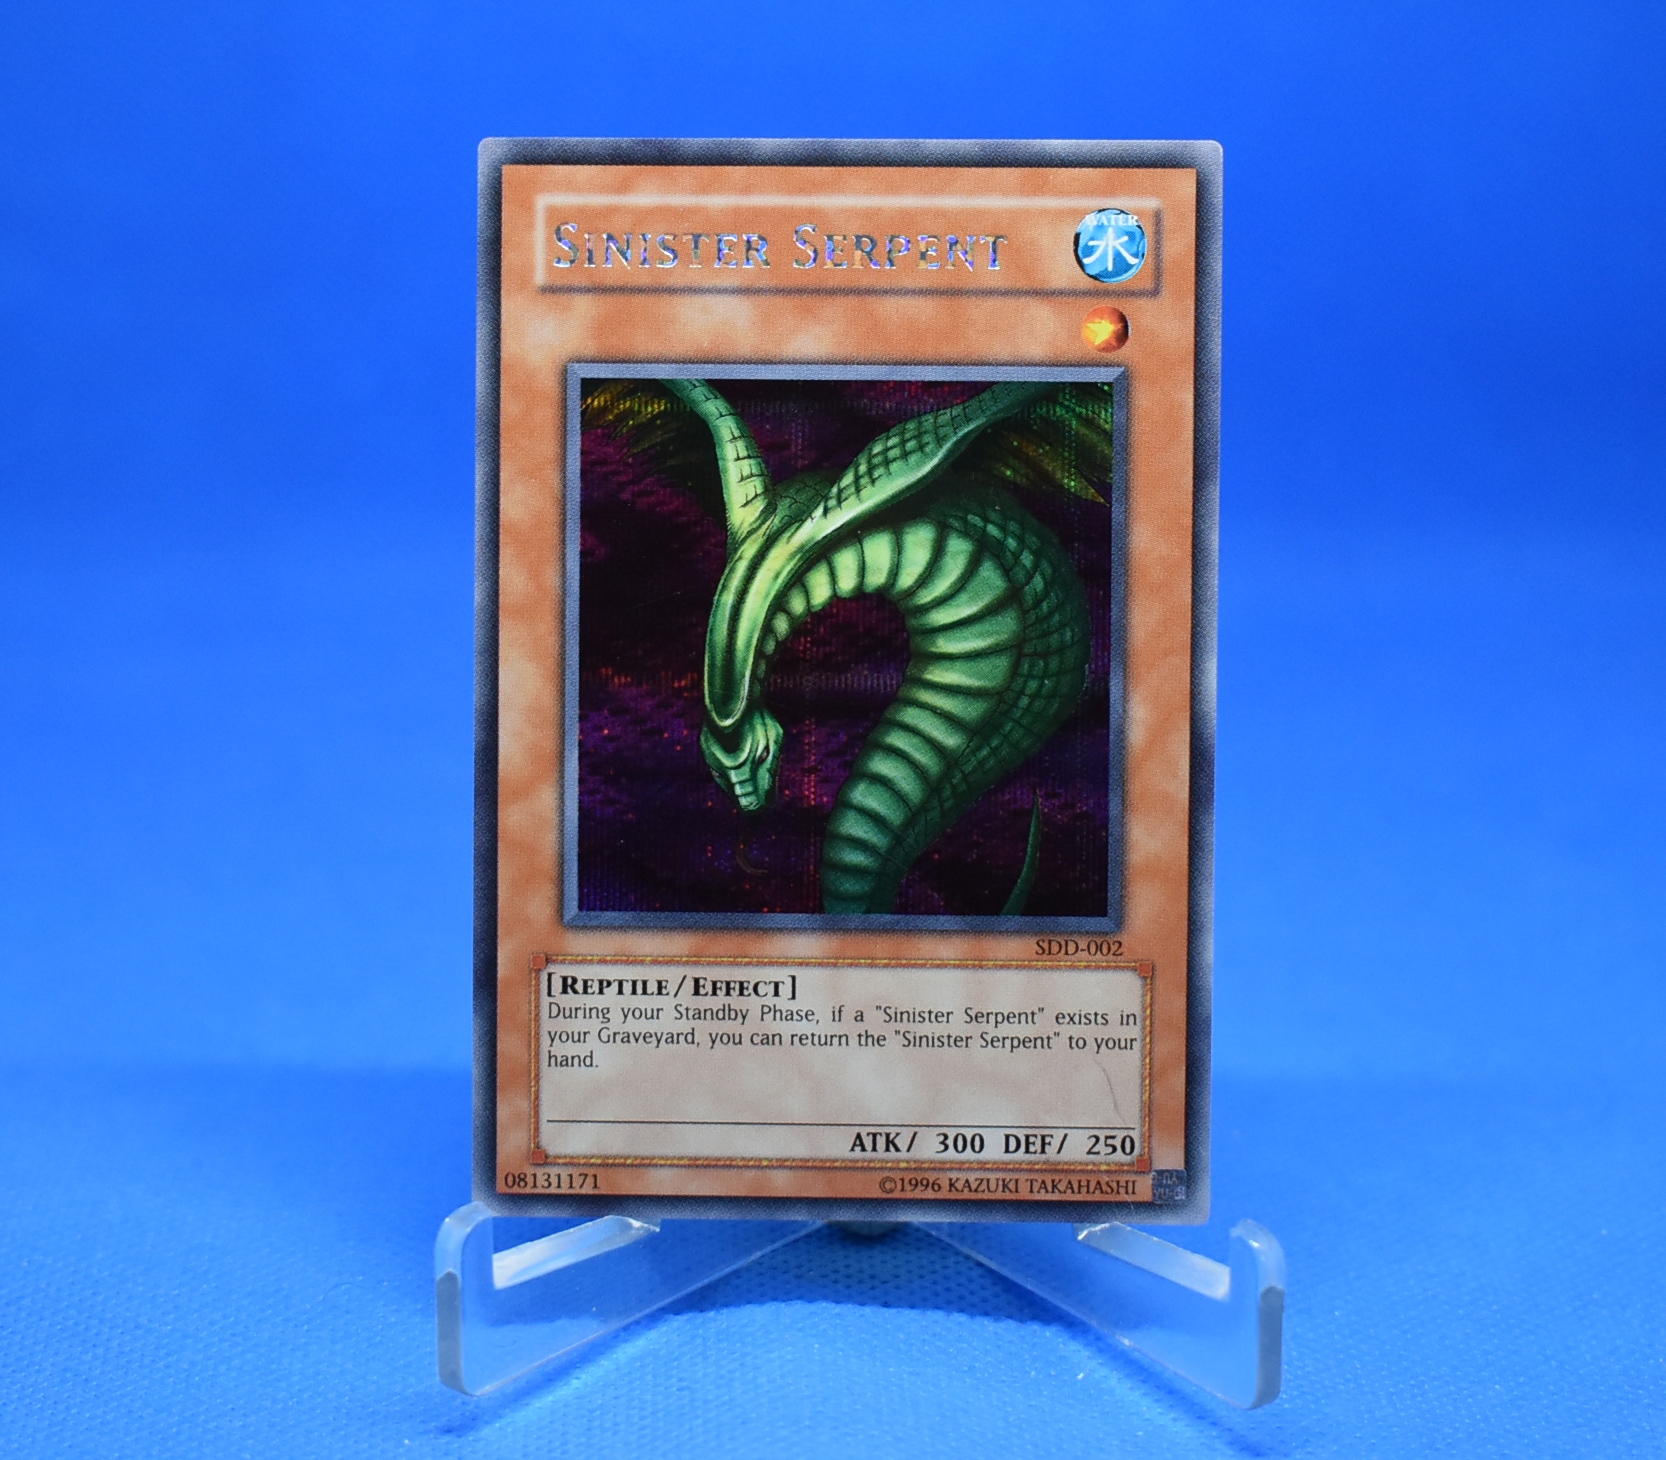 SINISTER SERPENT
WATER
水
SDD-002
[REPTILE/EFFECT]
During your Standby Phase, if a "Sinister Serpent" exists in
your Graveyard, you can return the "Sinister Serpent" to your
hand.
ATK/ 300 DEF/ 250
08131171
©1996 KAZUKI TAKAHASHI